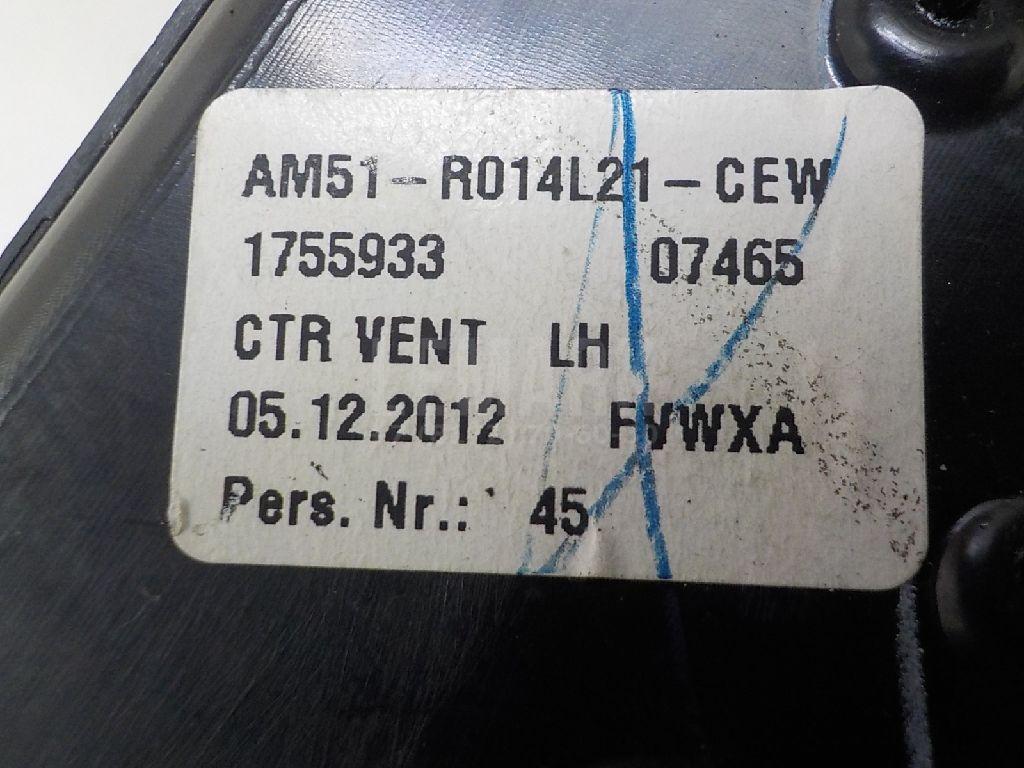 AM51-R014L21-CEW
1755933 07465
CTR VENT LH
05.12.2012 FVWXA
Pers. Nr.: 45